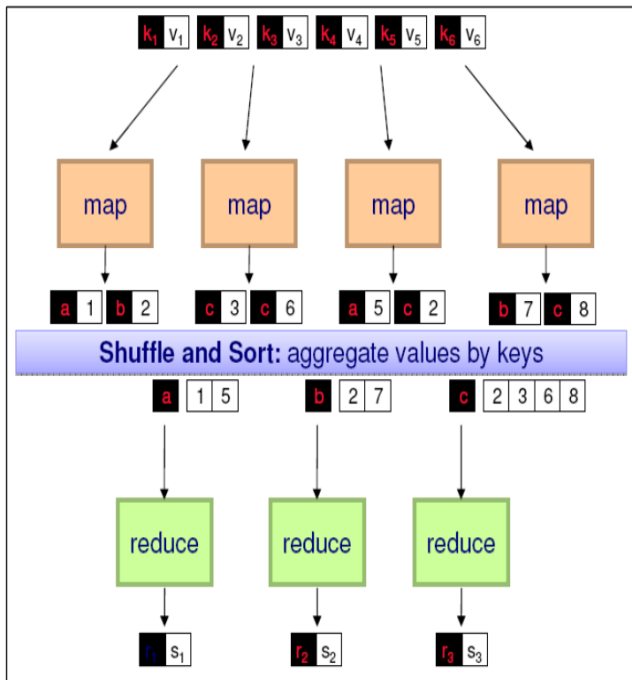 k₁ v₁ k₂ v₂ k₃ v₃ k₄ v₄ k₅ v₅ k₆ v₆
map map map map
a 1 b 2 c 3 c 6 a 5 c 2 b 7 c 8
Shuffle and Sort: aggregate values by keys
a 1 5 b 2 7 c 2 3 6 8
reduce reduce reduce
r₁ s₁ r₂ s₂ r₃ s₃